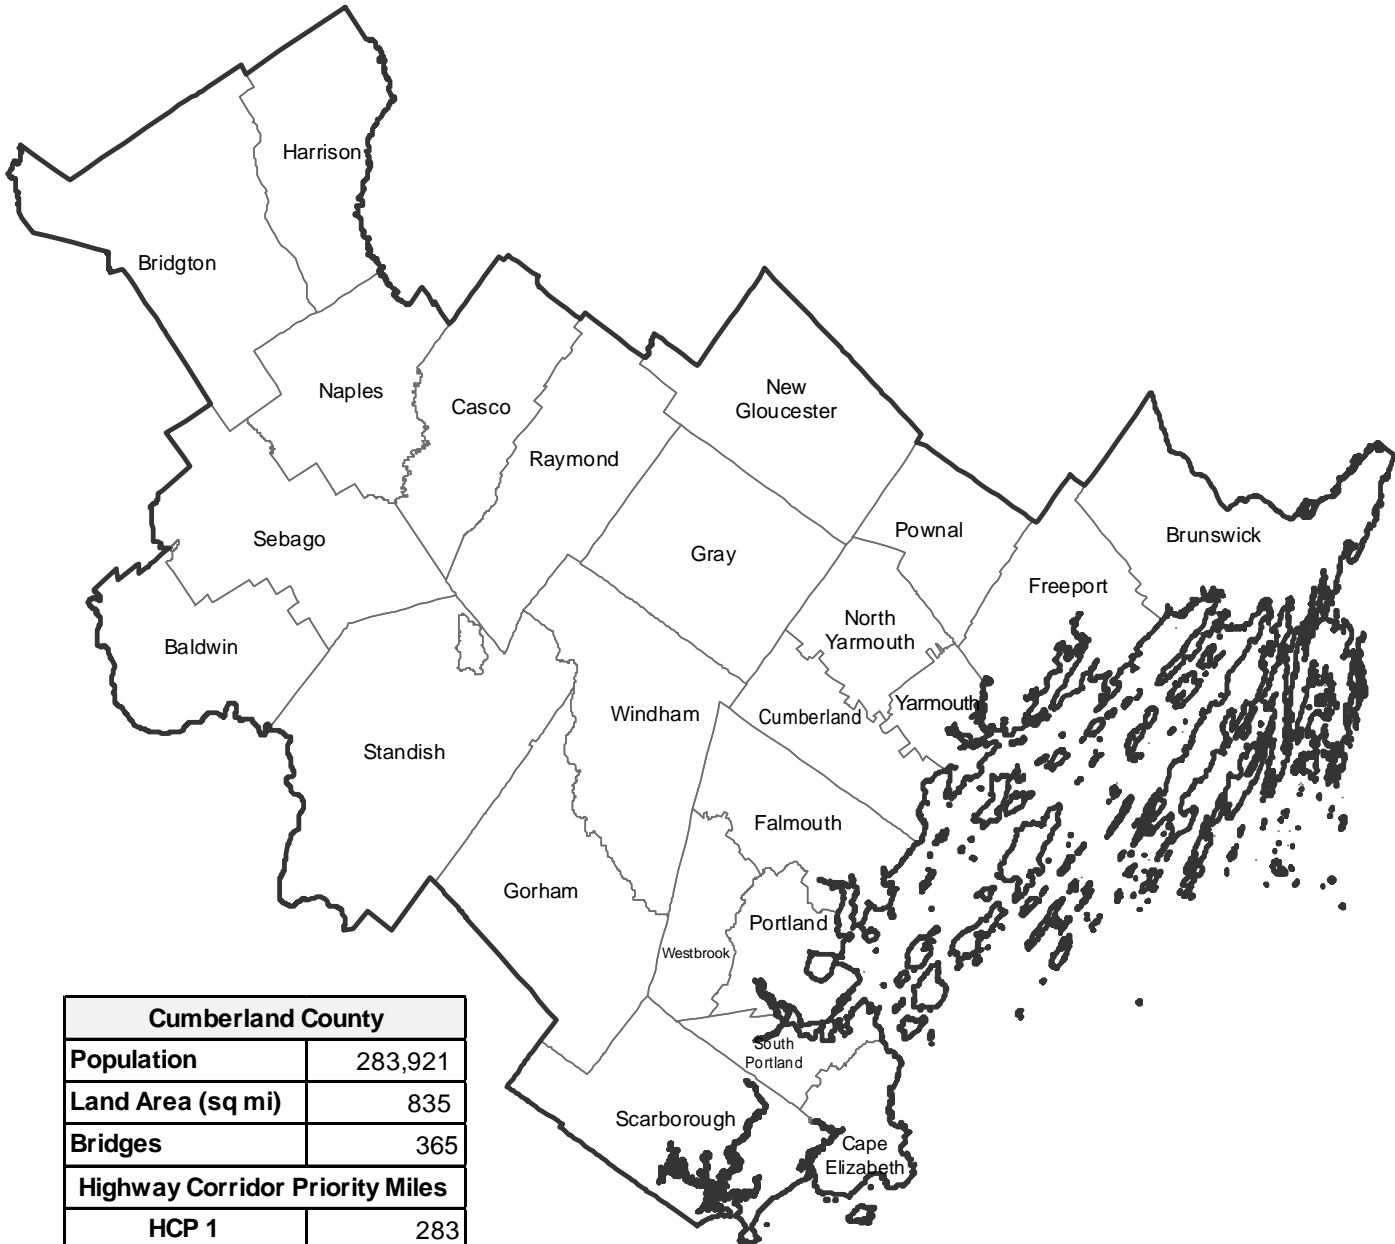 Harrison
Bridgton
Naples
Casco
New
Gloucester
Raymond
Sebago
Gray
Pownal
Brunswick
Freeport
Baldwin
North
Yarmouth
Yarmouth
Windham
Cumberland
Standish
Falmouth
Gorham
Portland
Westbrook
South
Portland
Scarborough
Cape
Elizabeth
Cumberland County
Population 283,921
Land Area (sq mi) 835
Bridges 365
Highway Corridor Priority Miles
HCP 1 283